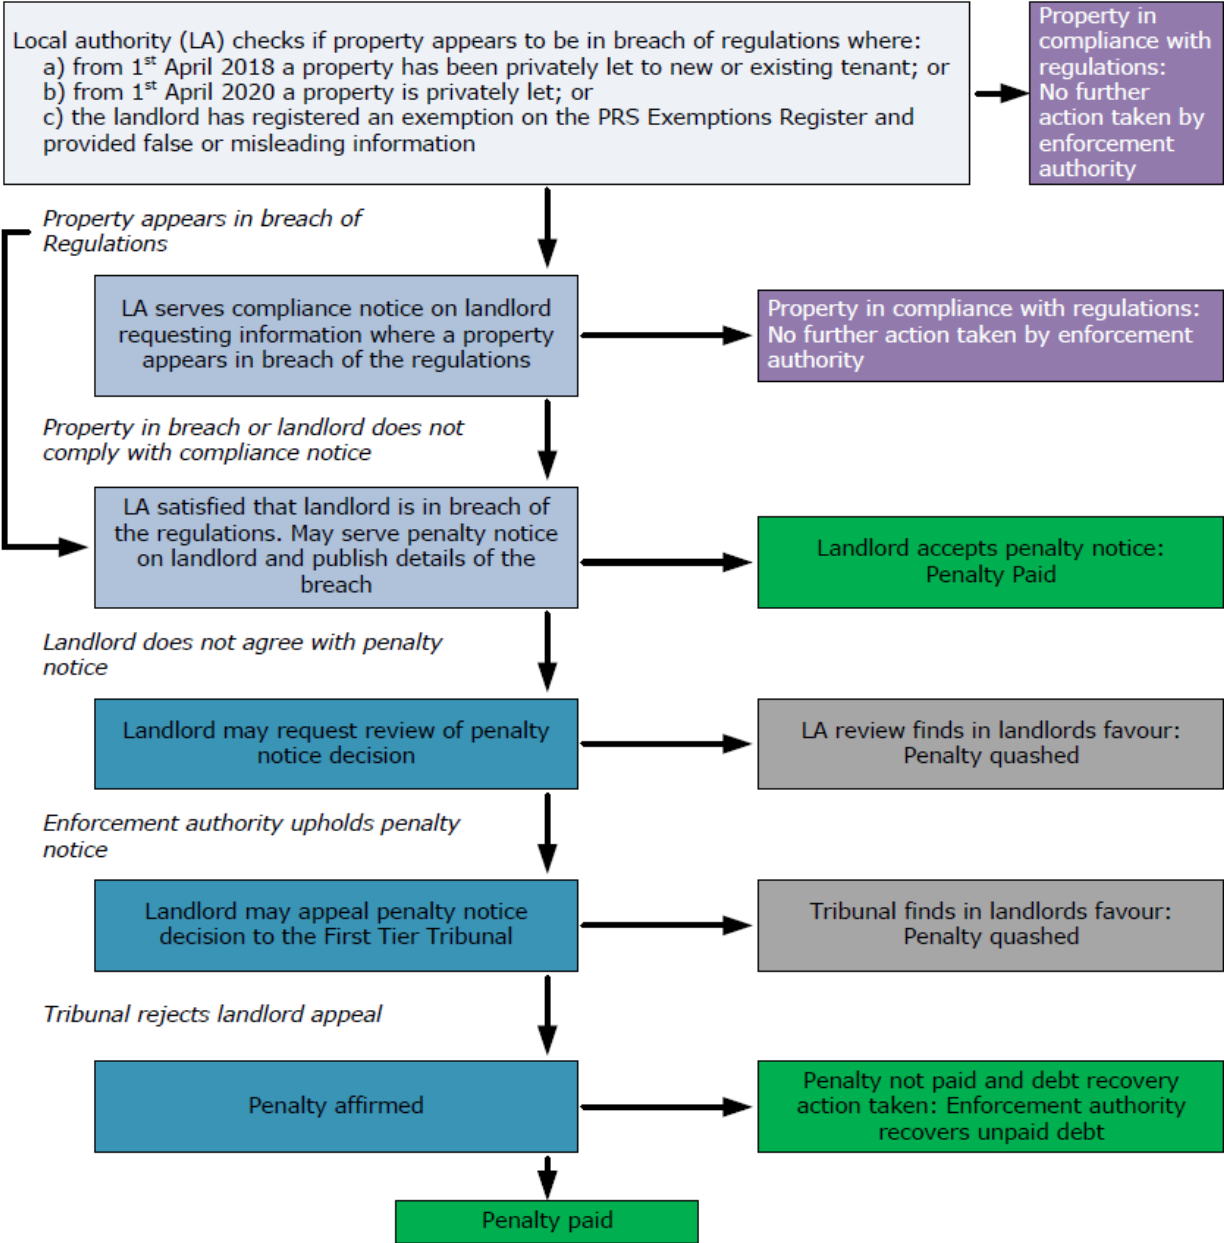 Local authority (LA) checks if property appears to be in breach of regulations where:
a) from 1st April 2018 a property has been privately let to new or existing tenant; or
b) from 1st April 2020 a property is privately let; or
c) the landlord has registered an exemption on the PRS Exemptions Register and
provided false or misleading information
Property in
compliance with
regulations:
No further
action taken by
enforcement
authority
Property appears in breach of
Regulations
LA serves compliance notice on landlord
requesting information where a property
appears in breach of the regulations
Property in compliance with regulations:
No further action taken by enforcement
authority
Property in breach or landlord does not
comply with compliance notice
LA satisfied that landlord is in breach of
the regulations. May serve penalty notice
on landlord and publish details of the
breach
Landlord accepts penalty notice:
Penalty Paid
Landlord does not agree with penalty
notice
Landlord may request review of penalty
notice decision
LA review finds in landlords favour:
Penalty quashed
Enforcement authority upholds penalty
notice
Landlord may appeal penalty notice
decision to the First Tier Tribunal
Tribunal finds in landlords favour:
Penalty quashed
Tribunal rejects landlord appeal
Penalty affirmed
Penalty not paid and debt recovery
action taken: Enforcement authority
recovers unpaid debt
Penalty paid